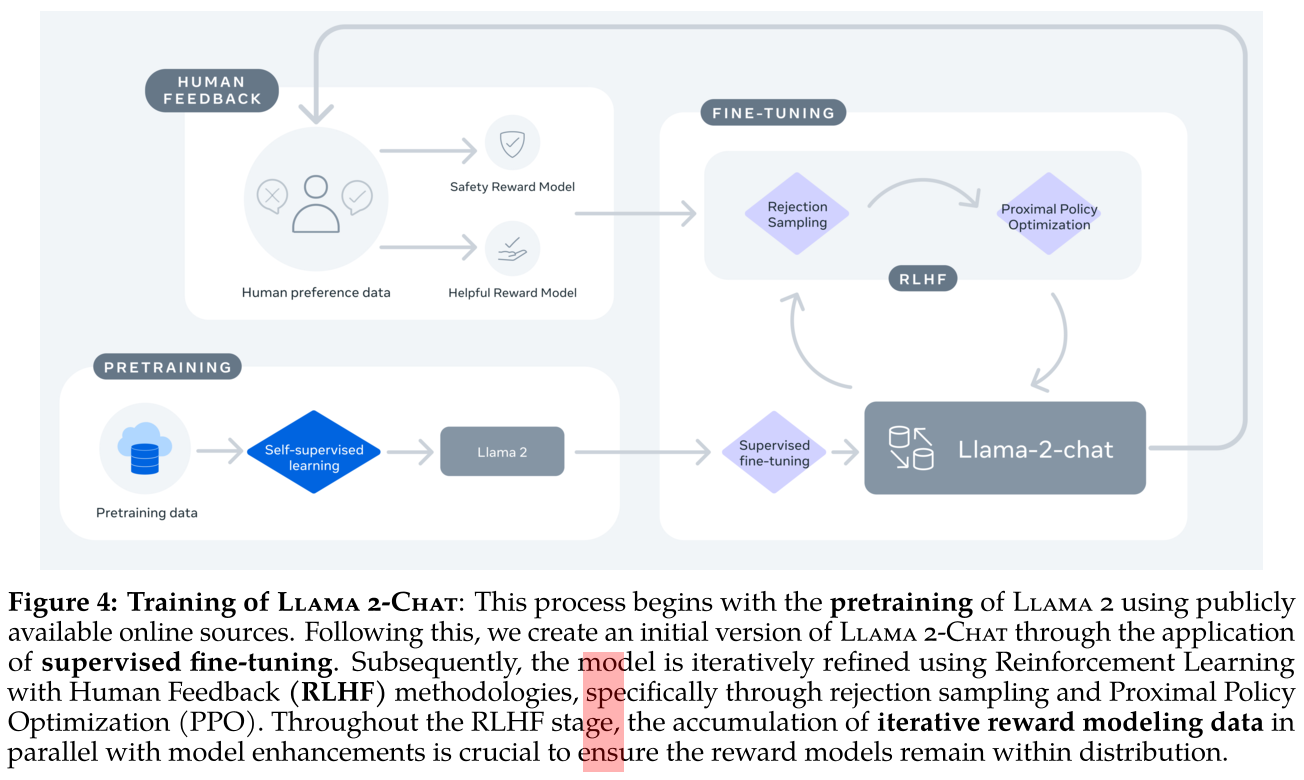 HUMAN
FEEDBACK
Safety Reward Model
Human preference data
Helpful Reward Model
FINE-TUNING
Rejection
Sampling
Proximal Policy
Optimization
RLHF
PRETRAINING
Pretraining data
Self-supervised
learning
Llama 2
Supervised
fine-tuning
Llama-2-chat
Figure 4: Training of Llama 2-Chat: This process begins with the pretraining of Llama 2 using publicly
available online sources. Following this, we create an initial version of Llama 2-Chat through the application
of supervised fine-tuning. Subsequently, the model is iteratively refined using Reinforcement Learning
with Human Feedback (RLHF) methodologies, specifically through rejection sampling and Proximal Policy
Optimization (PPO). Throughout the RLHF stage, the accumulation of iterative reward modeling data in
parallel with model enhancements is crucial to ensure the reward models remain within distribution.